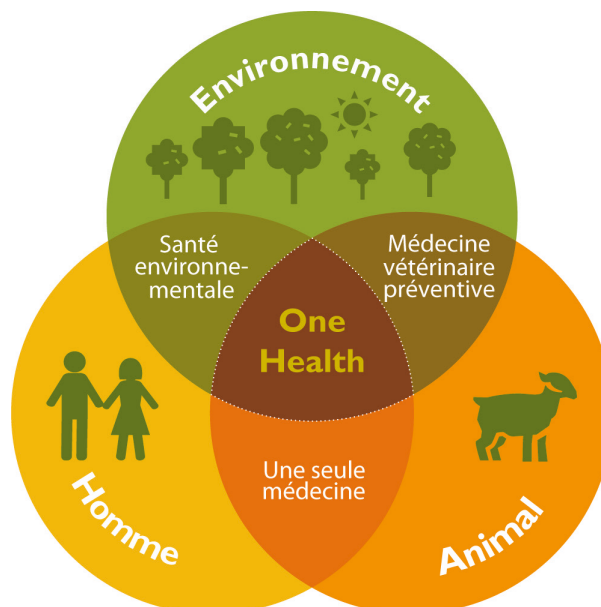 Environnement
Santé
environne-
mentale
Médecine
vétérinaire
préventive
One
Health
Une seule
médecine
Homme
Animal